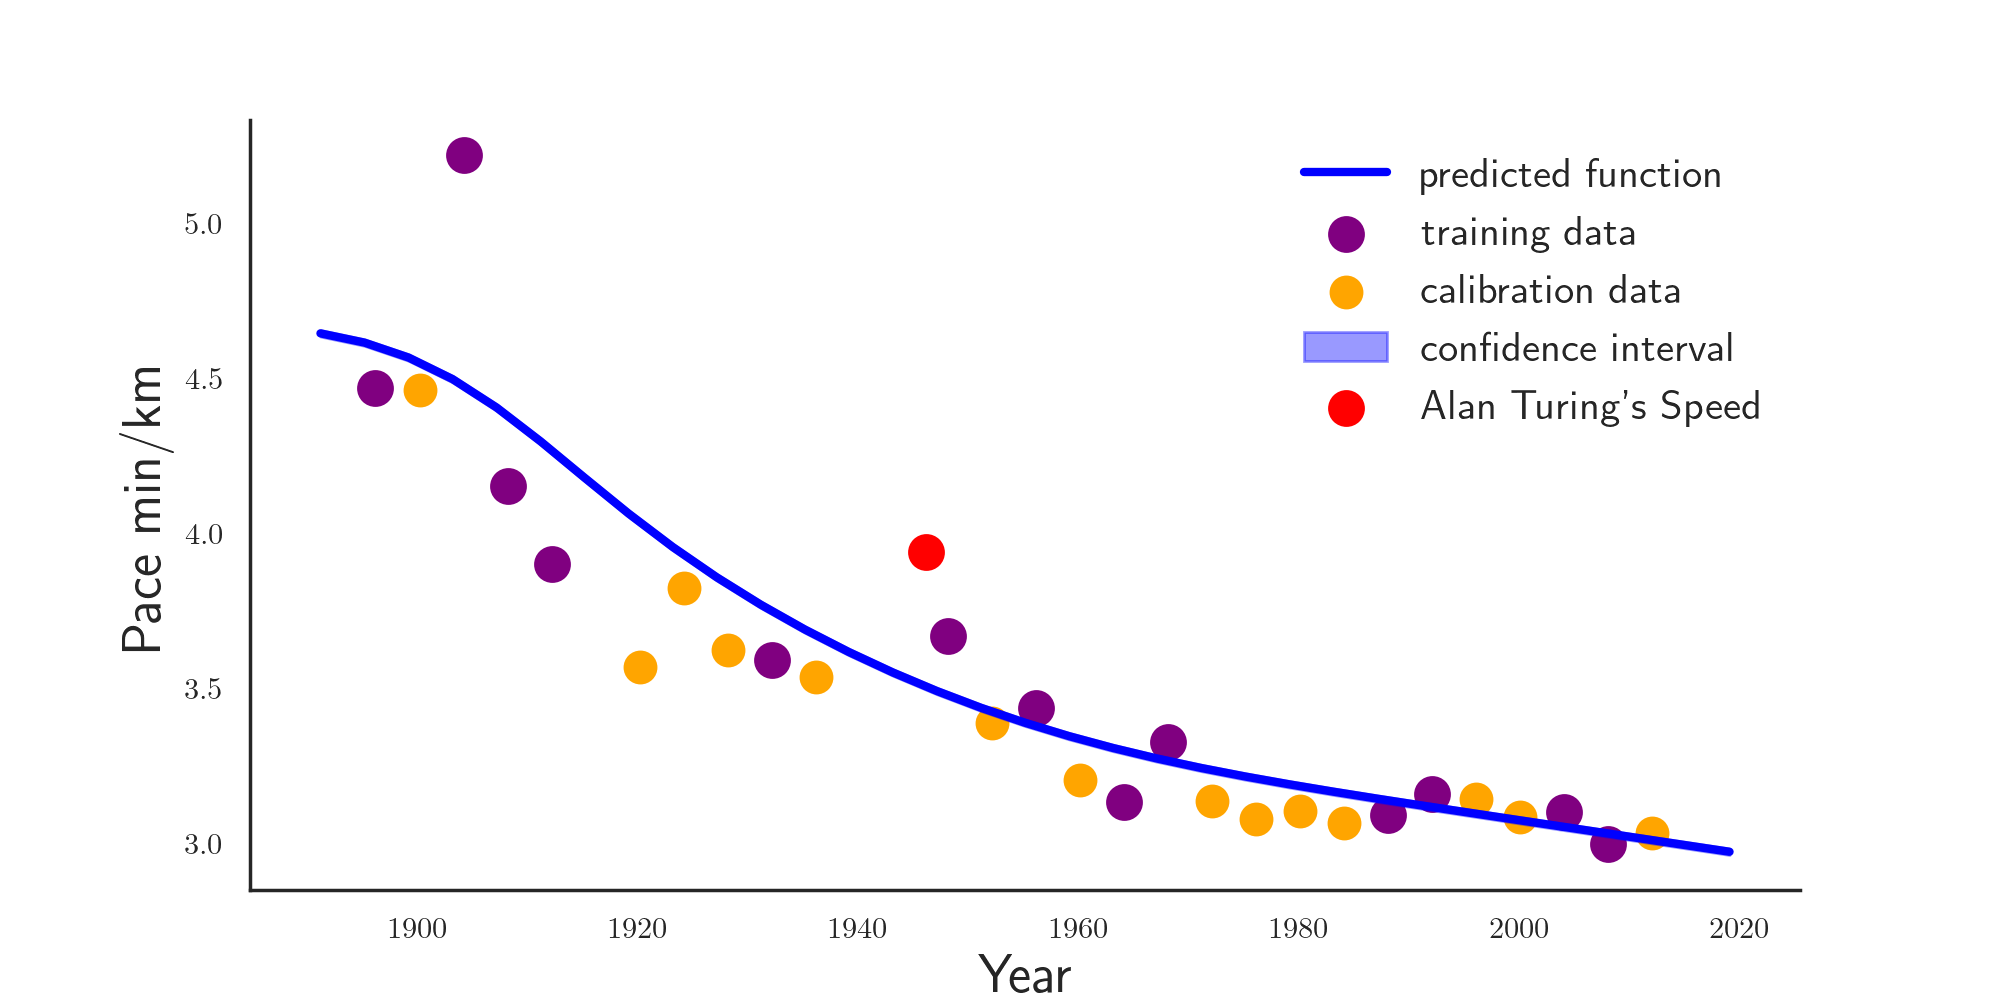 predicted function
training data
calibration data
confidence interval
Alan Turing's Speed
Pace min/km
5.0
4.5
4.0
3.5
3.0
1900 1920 1940 1960 1980 2000 2020
Year